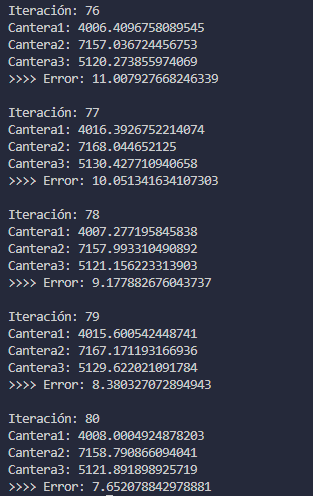 Iteración: 76
Cantera1: 4006.4096758089545
Cantera2: 7157.036724456753
Cantera3: 5120.273855974069
>>>> Error: 11.007927668246339
Iteración: 77
Cantera1: 4016.3926752214074
Cantera2: 7168.044652125
Cantera3: 5130.427710940658
>>>> Error: 10.051341634107303
Iteración: 78
Cantera1: 4007.277195845838
Cantera2: 7157.993310490892
Cantera3: 5121.156223313903
>>>> Error: 9.177882676043737
Iteración: 79
Cantera1: 4015.600542448741
Cantera2: 7167.171193166936
Cantera3: 5129.622021091784
>>>> Error: 8.380327072894943
Iteración: 80
Cantera1: 4008.0004924878203
Cantera2: 7158.790866094041
Cantera3: 5121.891898925719
>>>> Error: 7.652078842978881